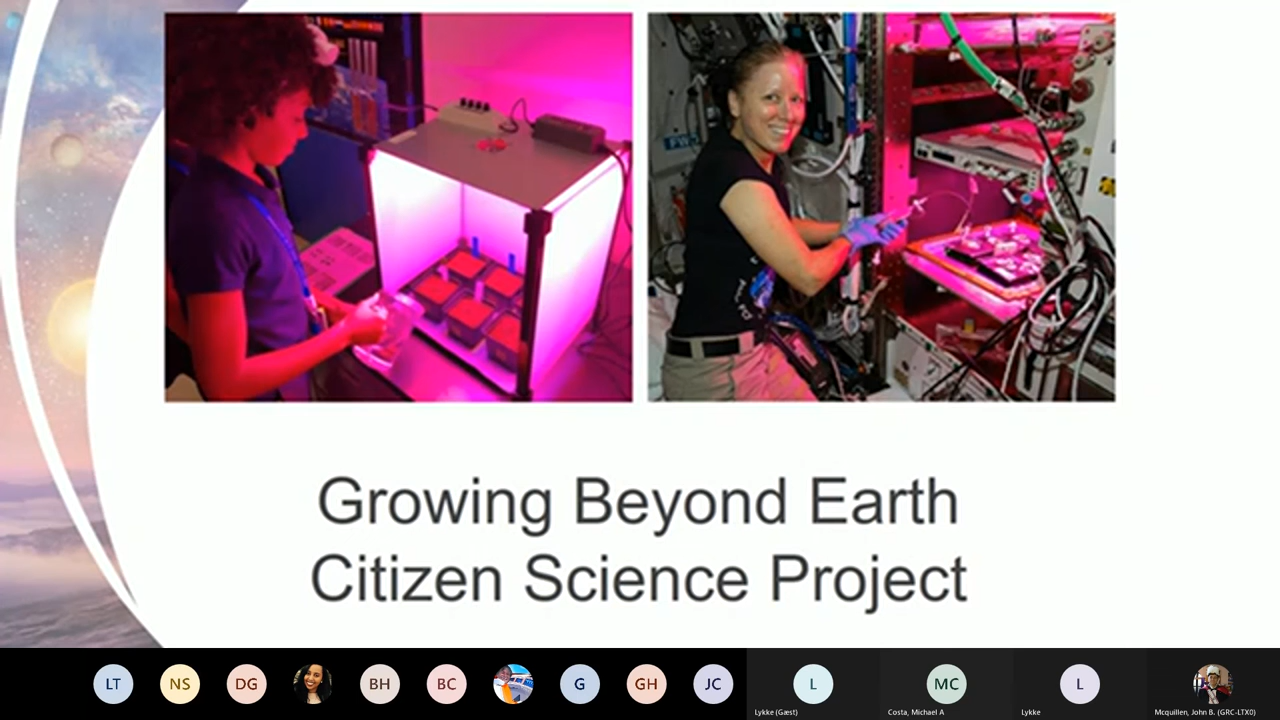 FWD
Growing Beyond Earth
Citizen Science Project
LT
NS
DG
BH
BC
G
GH
JC
L
MC
L
Lykke (Gæst)
Costa, Michael A
Lykke
Mcquillen, John B. (GRC-LTX0)